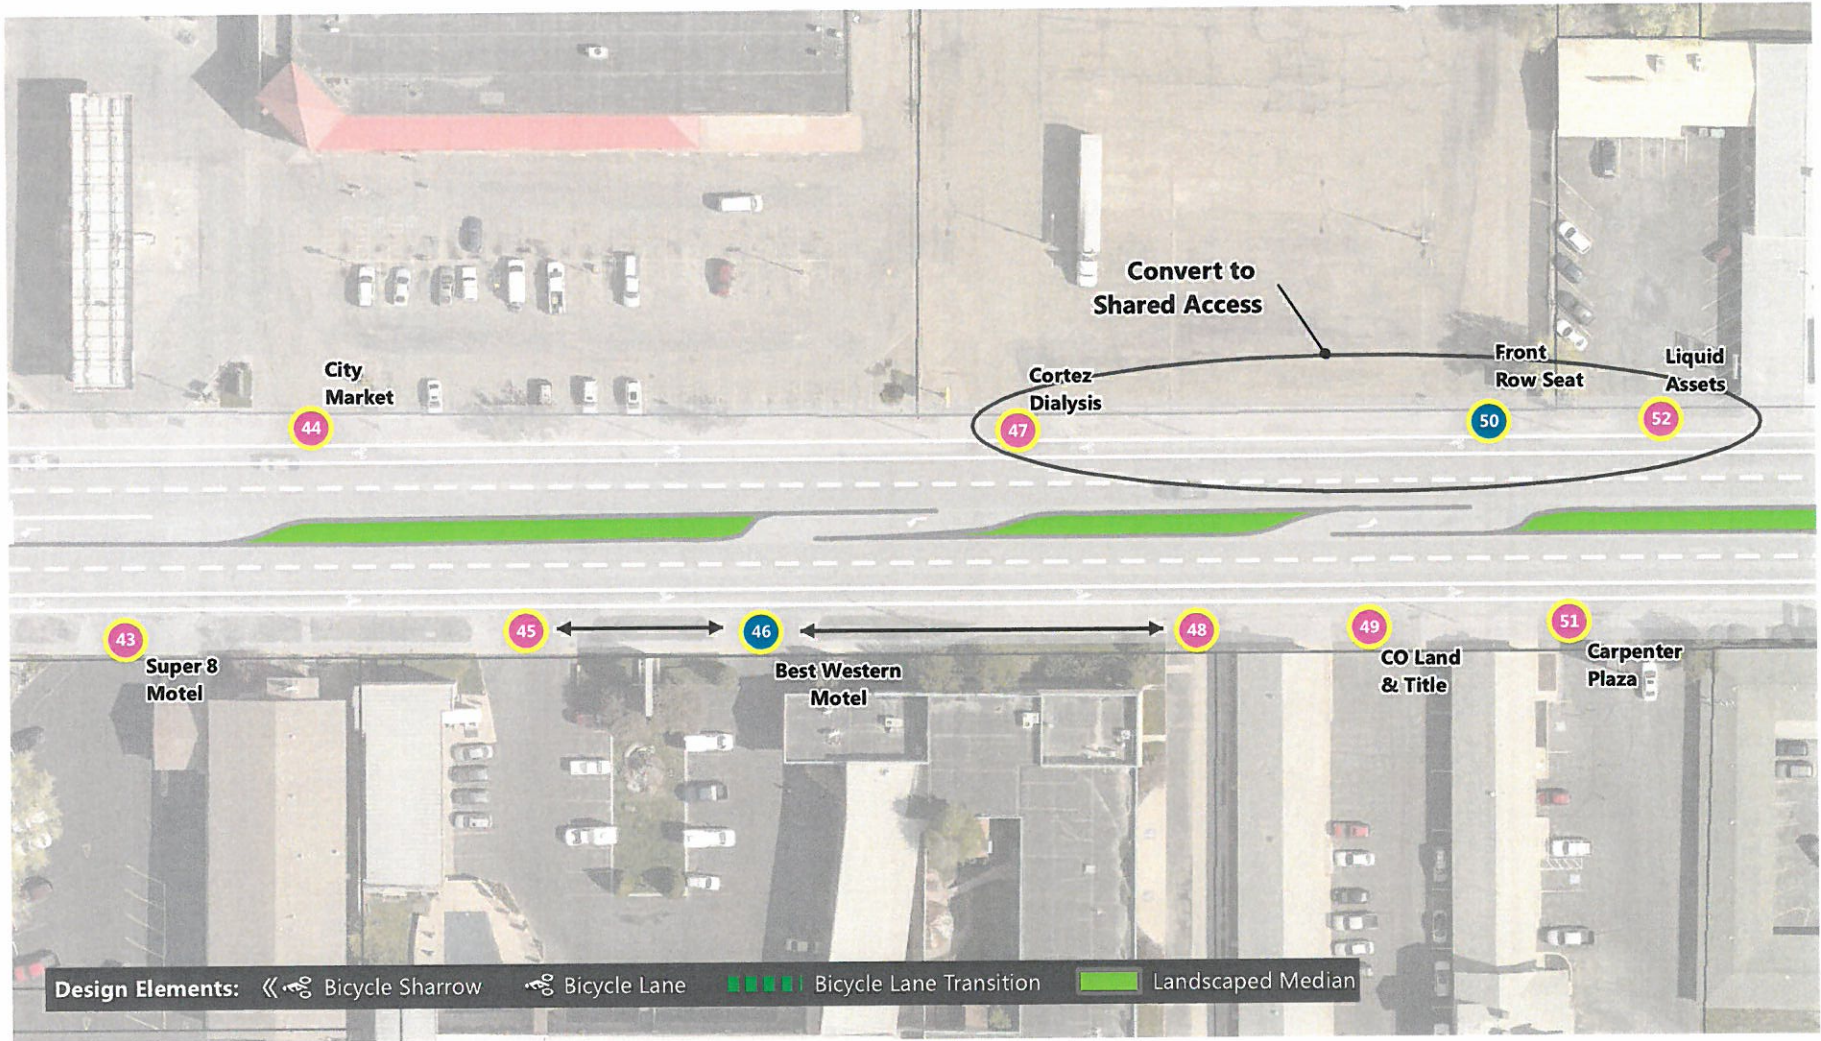 Convert to
Shared Access
City
Market
44
Cortez
Dialysis
47
Front
Row Seat
50
Liquid
Assets
52
43
Super 8
Motel
45
46
Best Western
Motel
48
49
CO Land
& Title
51
Carpenter
Plaza
Design Elements: Bicycle Sharrow Bicycle Lane Bicycle Lane Transition Landscaped Median